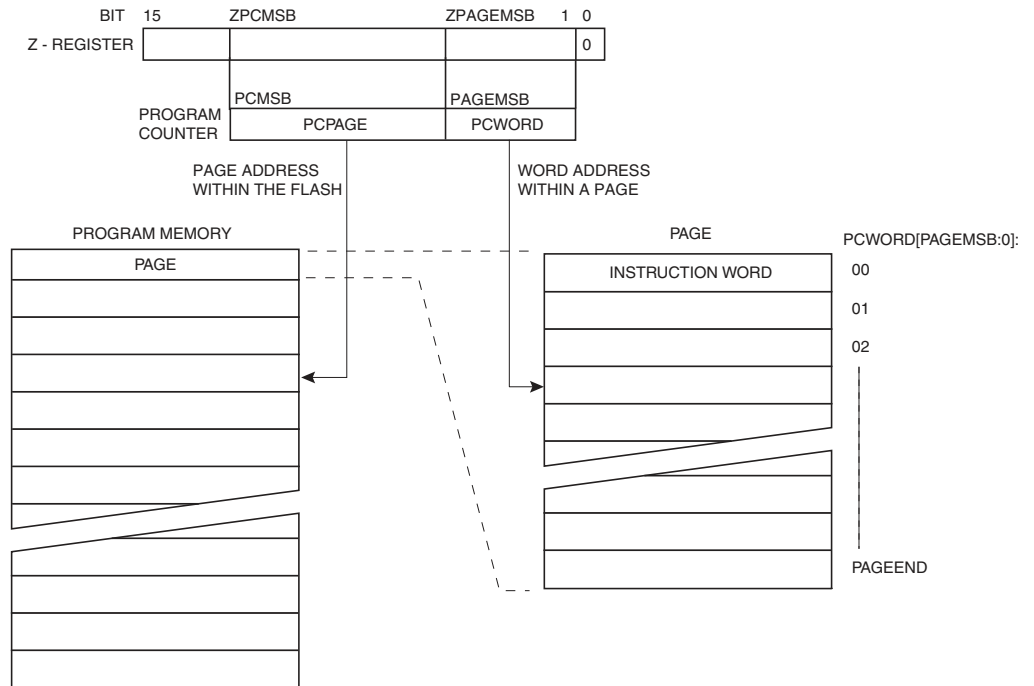 BIT 15 ZPCMSB ZPAGEMSB 1 0
Z - REGISTER 0
PCMSB PAGEMSB
PROGRAM
COUNTER
PCPAGE PCWORD
PAGE ADDRESS
WITHIN THE FLASH
WORD ADDRESS
WITHIN A PAGE
PROGRAM MEMORY
PAGE
PAGE
PCWORD[PAGEMSB:0]:
INSTRUCTION WORD 00
01
02
PAGEEND